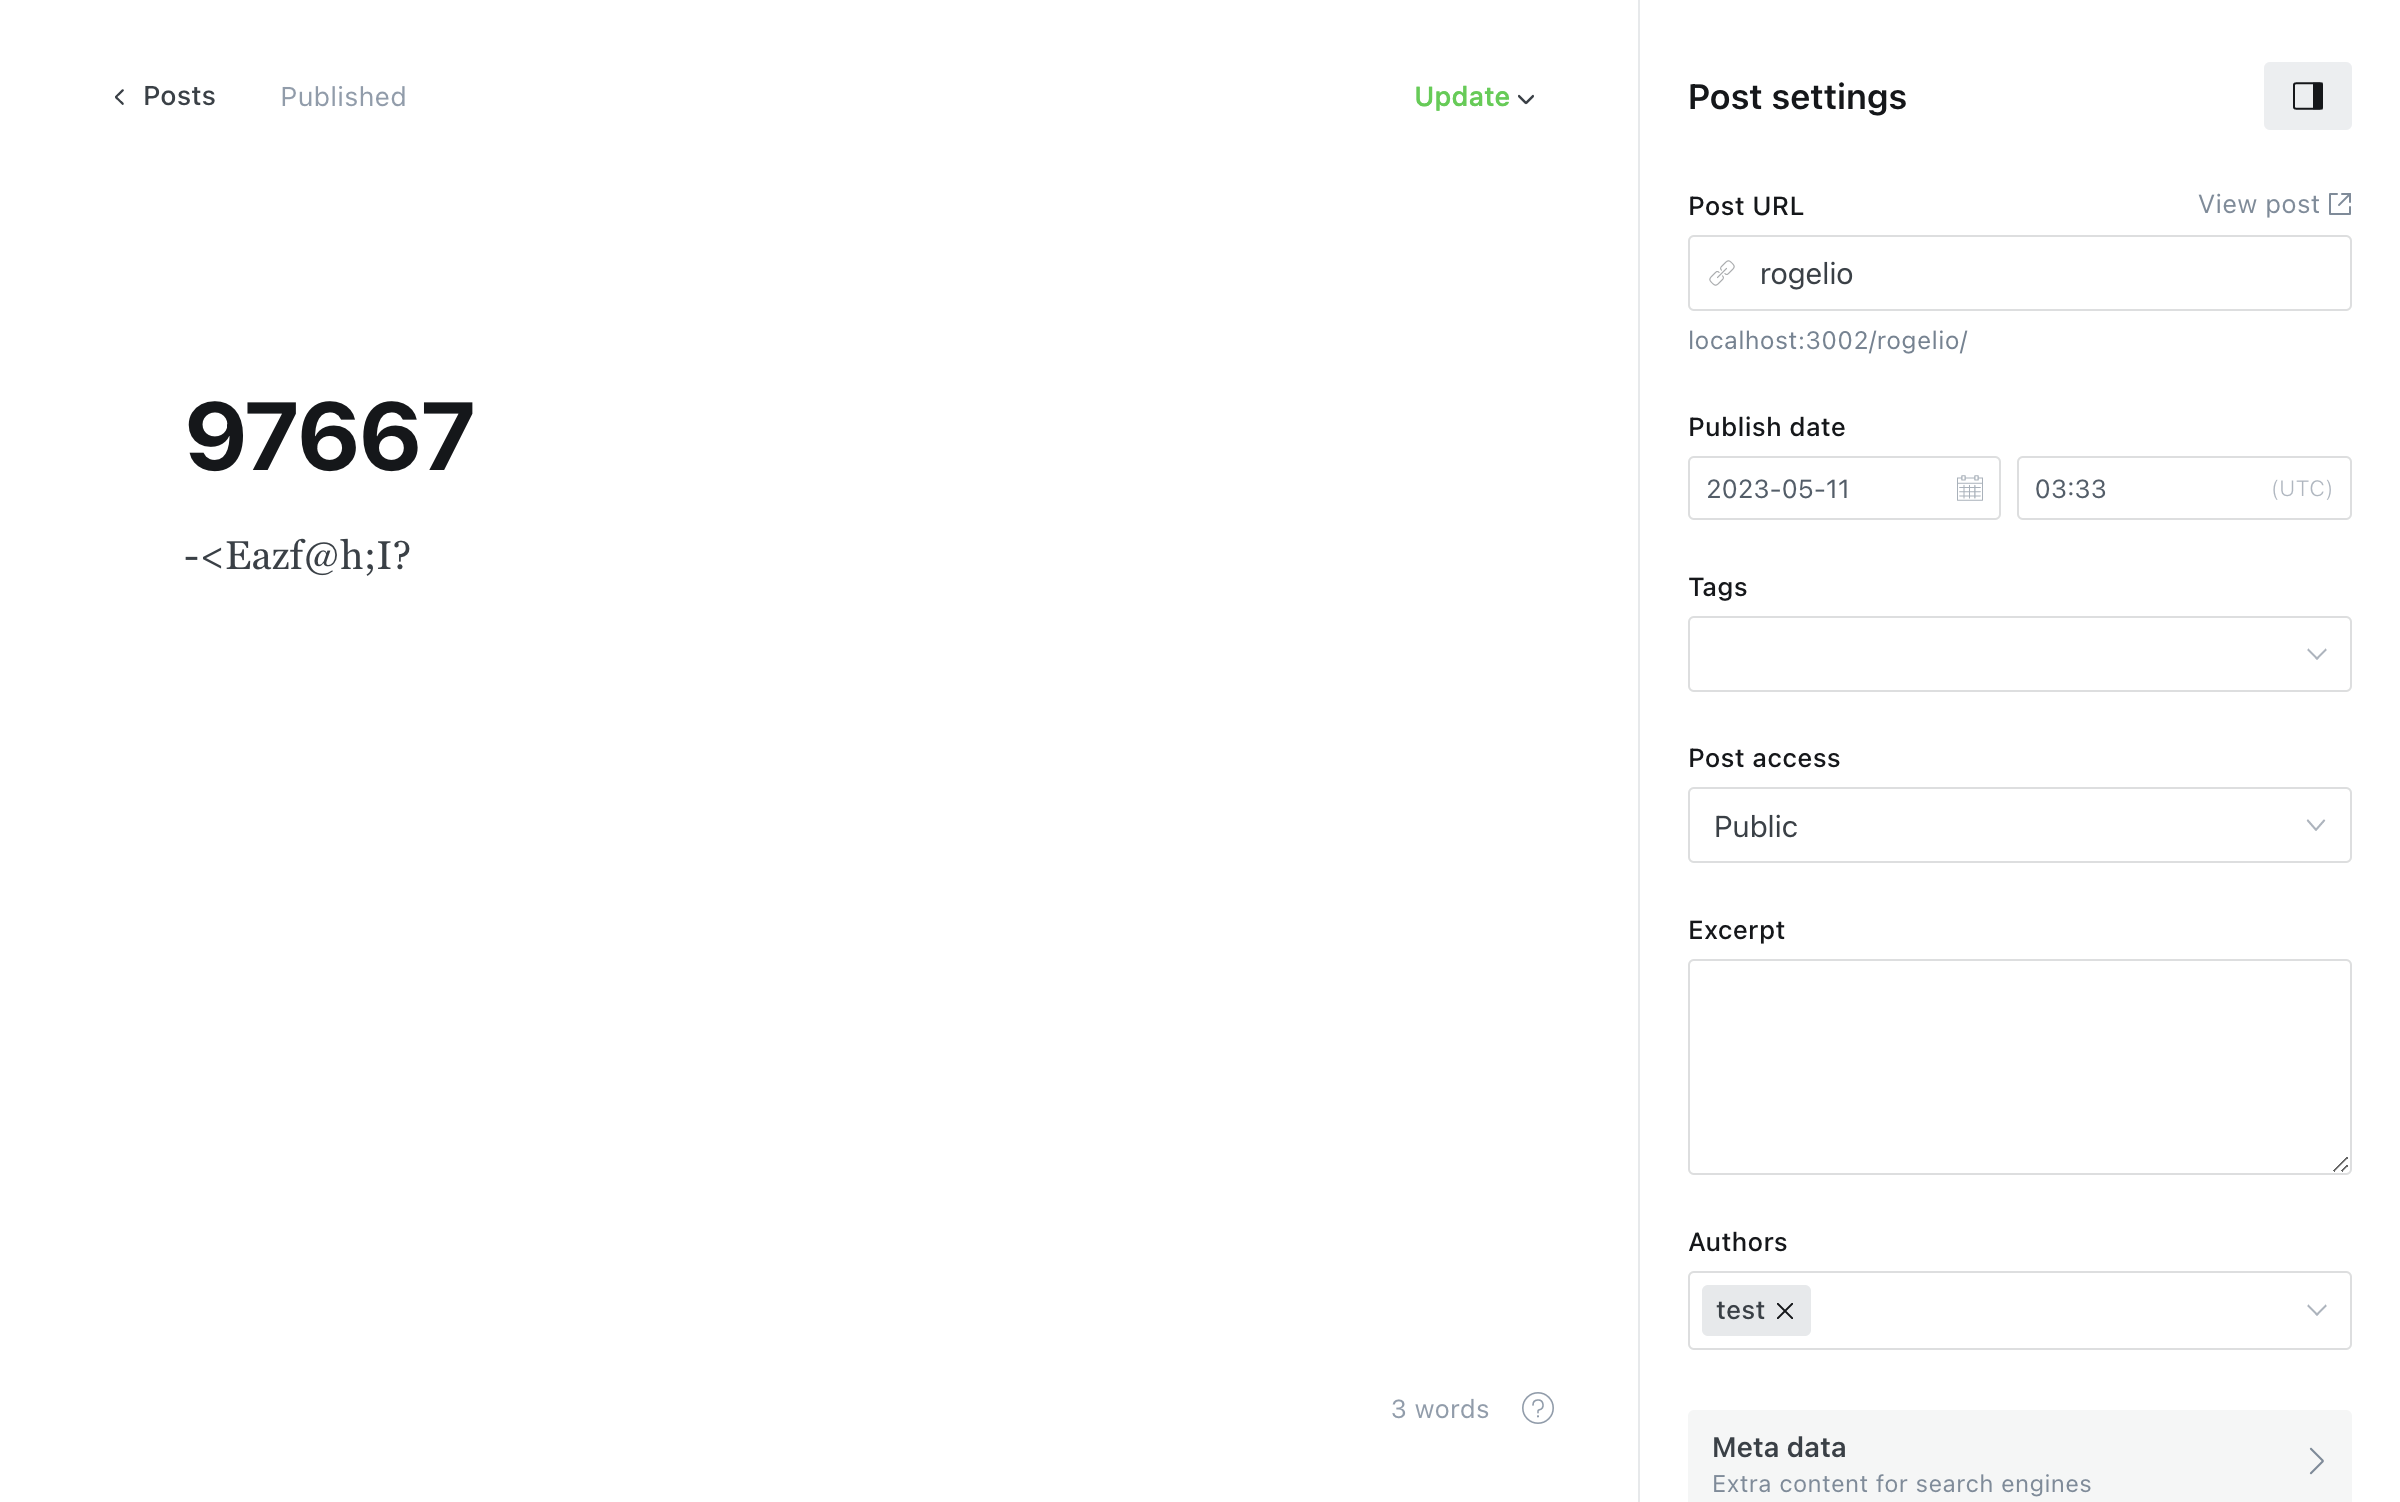 Posts
Published
Update
97667
-<Eazf@h;I?
3 words
?
Post settings
Post URL
View post
rogelio
localhost:3002/rogelio/
Publish date
2023-05-11
03:33
(UTC)
Tags
Post access
Public
Excerpt
Authors
test
Meta data
Extra content for search engines